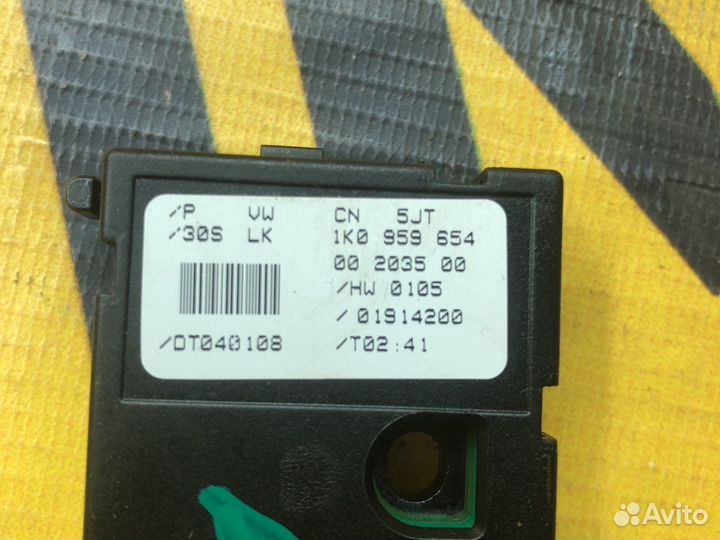 /P VW CN 5JT
/30S LK 1K0 959 654
00 2035 00
/HW 0105
/01914200
/DT040108 /T02:41
Avito